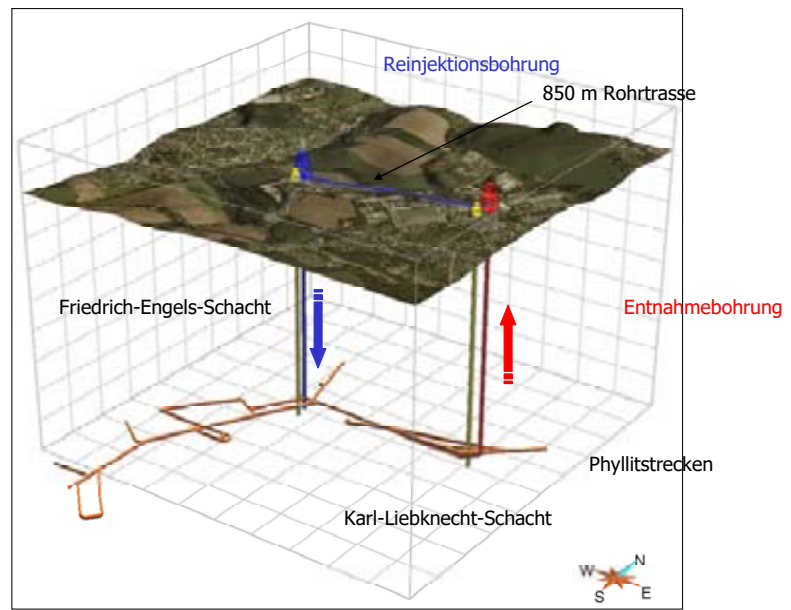 Reinjektionsbohrung
850 m Rohrtrasse
Friedrich-Engels-Schacht
Entnahmebohrung
Phyllitstrecken
Karl-Liebknecht-Schacht
N
W
E
S